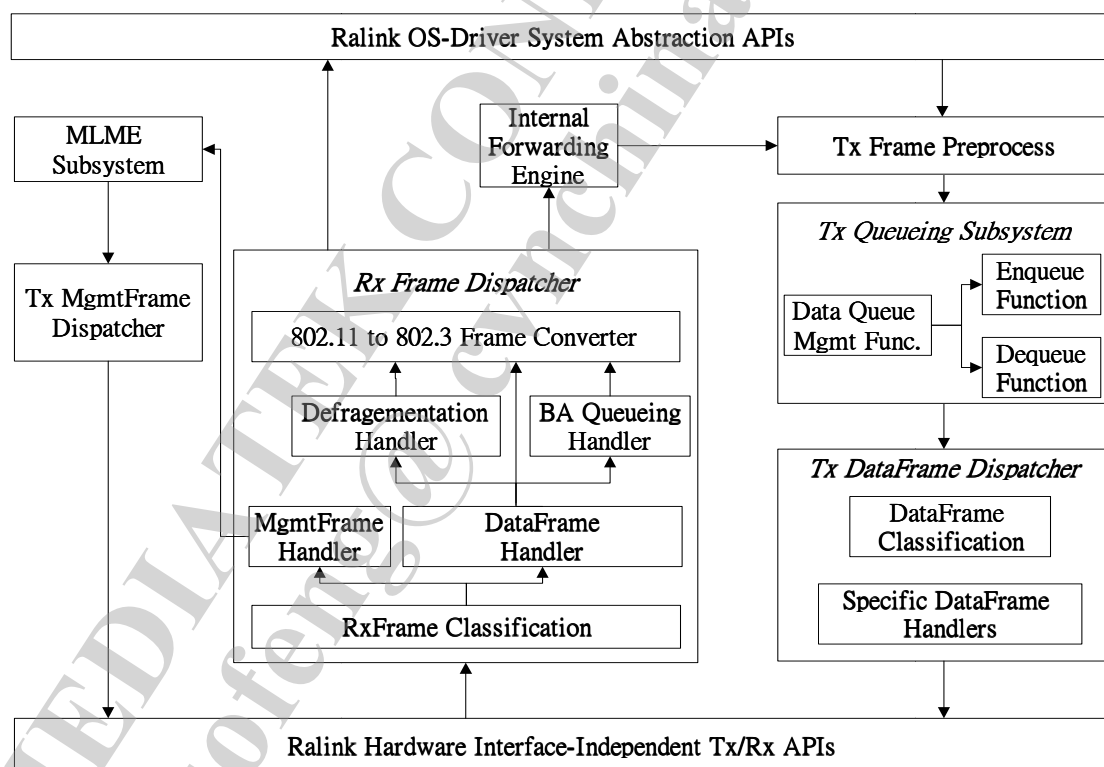 Ralink OS-Driver System Abstraction APIs
MLME
Subsystem
Internal
Forwarding
Engine
Tx Frame Preprocess
Tx Queueing Subsystem
Enqueue
Function
Data Queue
Mgmt Func.
Dequeue
Function
Tx MgmtFrame
Dispatcher
Rx Frame Dispatcher
802.11 to 802.3 Frame Converter
Defragementation
Handler
BA Queueing
Handler
MgmtFrame
Handler
DataFrame
Handler
RxFrame Classification
Tx DataFrame Dispatcher
DataFrame
Classification
Specific DataFrame
Handlers
Ralink Hardware Interface-Independent Tx/Rx APIs